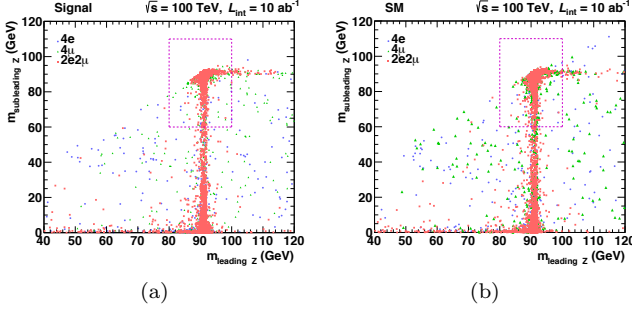 Signal √s = 100 TeV, L_int = 10 ab⁻¹
m_subleading Z (GeV)
120
100
80
60
40
20
0
4e
4μ
2e2μ
40 50 60 70 80 90 100 110 120
m_leading Z (GeV)
(a)
SM √s = 100 TeV, L_int = 10 ab⁻¹
m_subleading Z (GeV)
120
100
80
60
40
20
0
4e
4μ
2e2μ
40 50 60 70 80 90 100 110 120
m_leading Z (GeV)
(b)